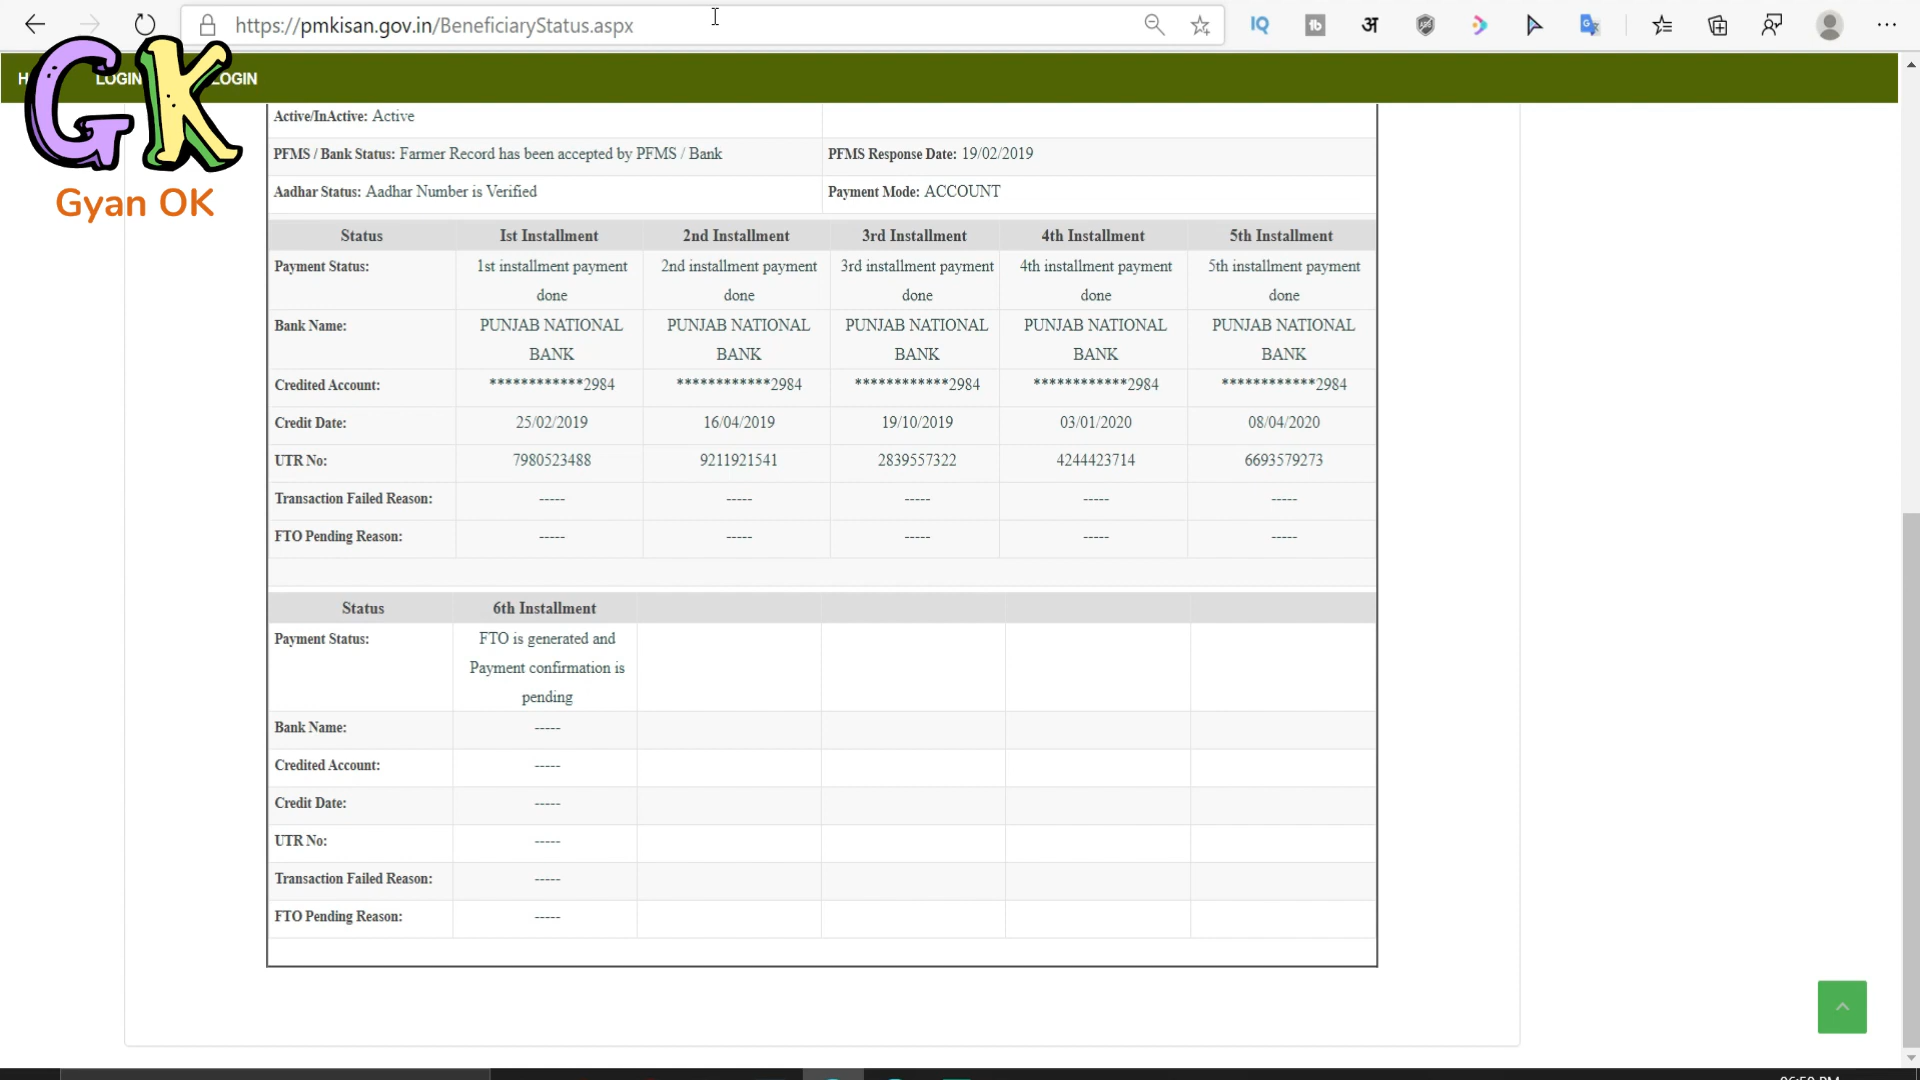 https://pmkisan.gov.in/BeneficiaryStatus.aspx
LOGIN LOGIN
GK
Gyan OK
Active/InActive: Active
PFMS / Bank Status: Farmer Record has been accepted by PFMS / Bank PFMS Response Date: 19/02/2019
Aadhar Status: Aadhar Number is Verified Payment Mode: ACCOUNT
Status Ist Installment 2nd Installment 3rd Installment 4th Installment 5th Installment
Payment Status: 1st installment payment 2nd installment payment 3rd installment payment 4th installment payment 5th installment payment
done done done done done
Bank Name: PUNJAB NATIONAL PUNJAB NATIONAL PUNJAB NATIONAL PUNJAB NATIONAL PUNJAB NATIONAL
BANK BANK BANK BANK BANK
Credited Account: ************2984 ************2984 ************2984 ************2984 ************2984
Credit Date: 25/02/2019 16/04/2019 19/10/2019 03/01/2020 08/04/2020
UTR No: 7980523488 9211921541 2839557322 4244423714 6693579273
Transaction Failed Reason: ----- ----- ----- ----- -----
FTO Pending Reason: ----- ----- ----- ----- -----
Status 6th Installment
Payment Status: FTO is generated and
Payment confirmation is
pending
Bank Name: -----
Credited Account: -----
Credit Date: -----
UTR No: -----
Transaction Failed Reason: -----
FTO Pending Reason: -----